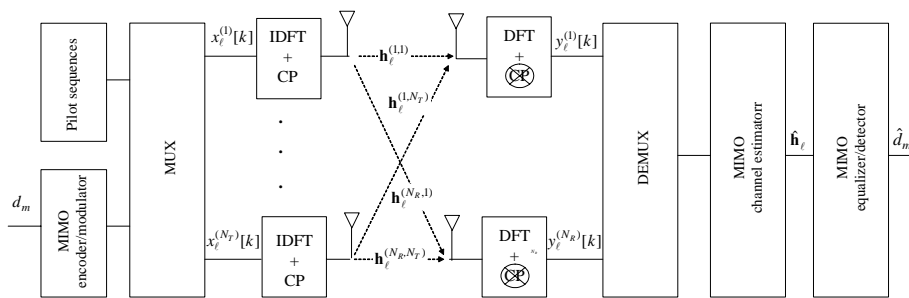 Pilot sequences
d_m
MIMO
encoder/modulator
MUX
x_ℓ^{(1)}[k]
IDFT
+
CP
x_ℓ^{(N_T)}[k]
IDFT
+
CP
h_ℓ^{(1,1)}
h_ℓ^{(1,N_T)}
h_ℓ^{(N_R,1)}
h_ℓ^{(N_R,N_T)}
DFT
+
CP
y_ℓ^{(1)}[k]
DFT
+
CP
y_ℓ^{(N_R)}[k]
DEMUX
MIMO
channel estimatorr
ĥ_ℓ
MIMO
equalizer/detector
d̂_m